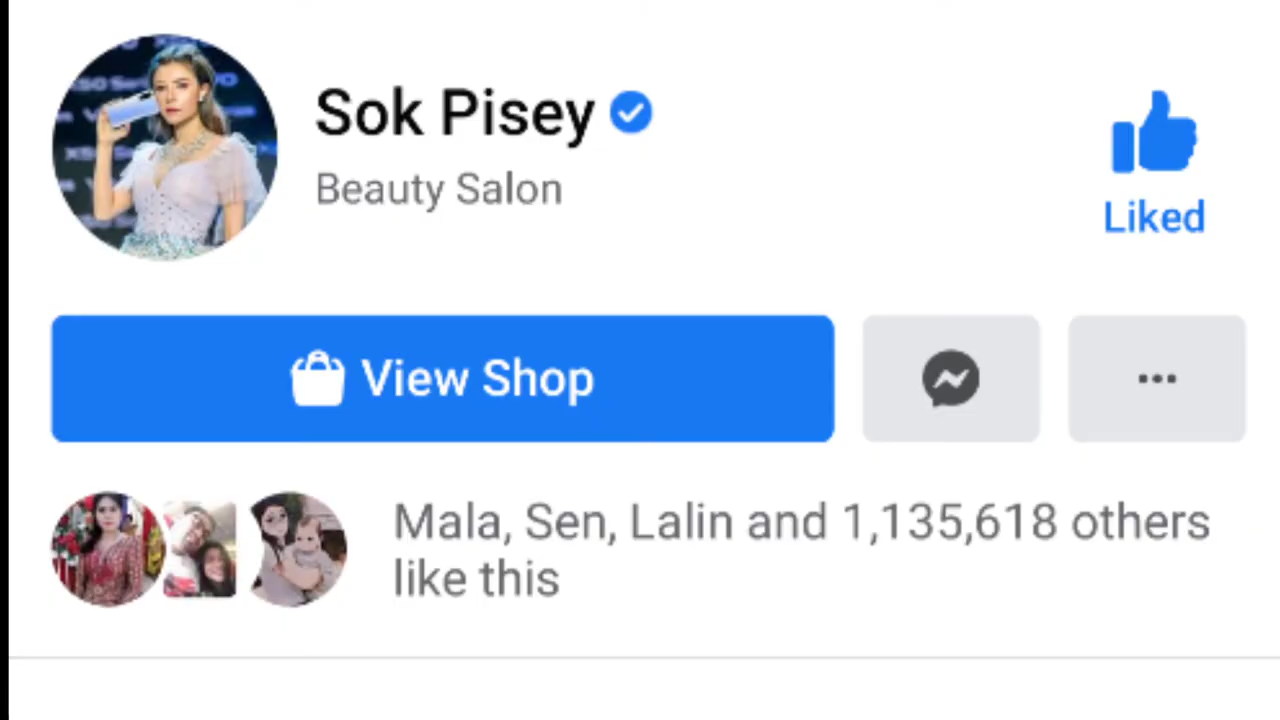 Sok Pisey
Beauty Salon
Liked
View Shop
Mala, Sen, Lalin and 1,135,618 others
like this